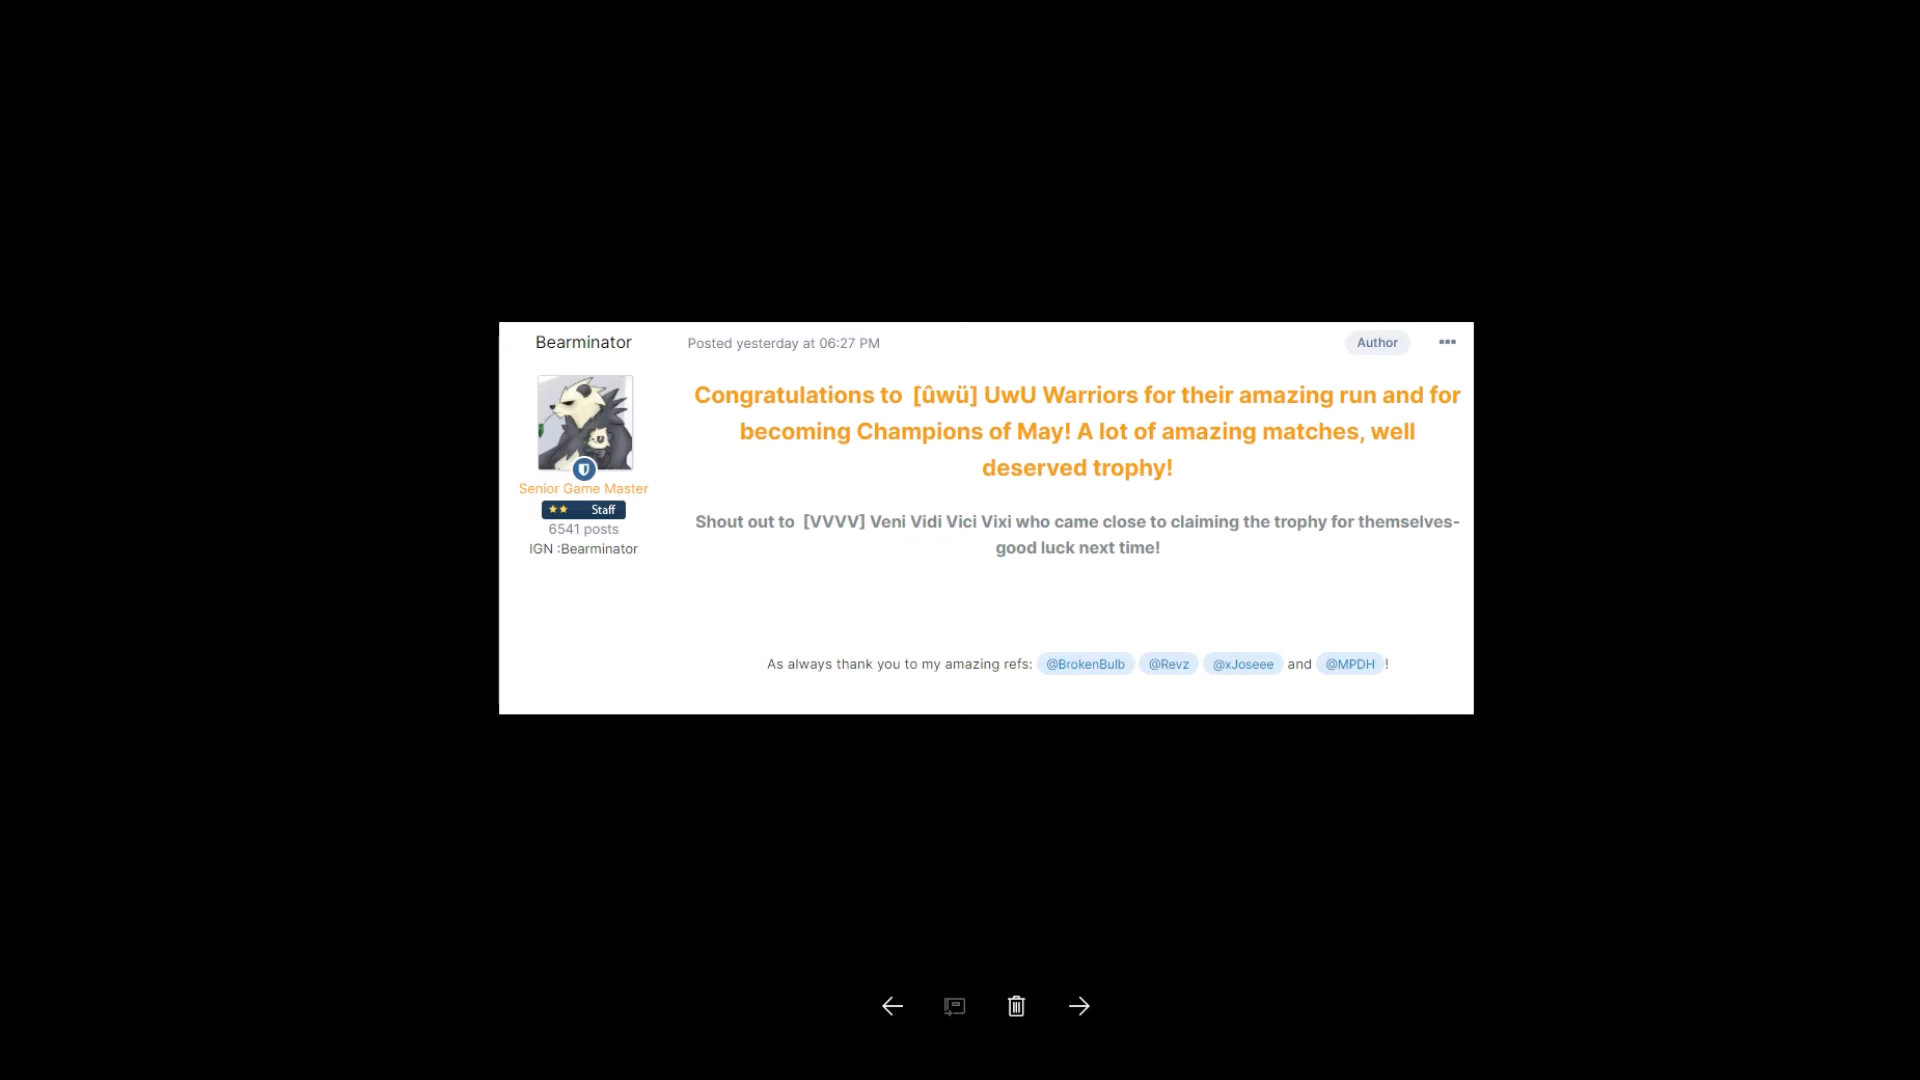 Bearminator
Posted yesterday at 06:27 PM
Author
Congratulations to [ûwü] UwU Warriors for their amazing run and for
becoming Champions of May! A lot of amazing matches, well
deserved trophy!
Senior Game Master
Staff
6541 posts
IGN :Bearminator
Shout out to [VVVV] Veni Vidi Vici Vixi who came close to claiming the trophy for themselves-
good luck next time!
As always thank you to my amazing refs: @BrokenBulb @Revz @xJoseee and @MPDH !